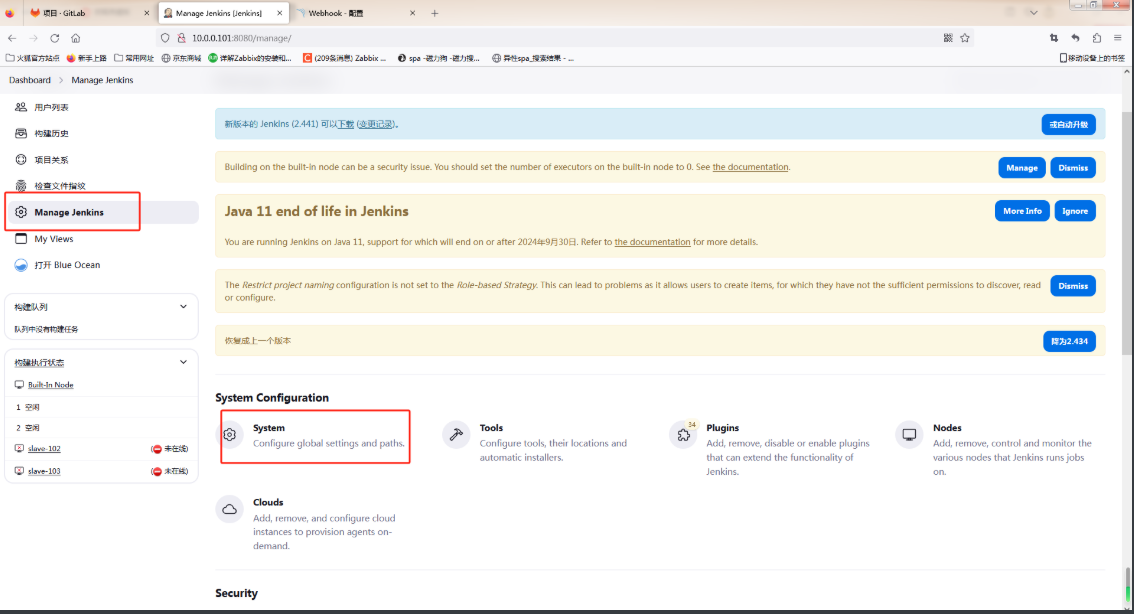 项目 · GitLab
Manage Jenkins [Jenkins]
Webhook - 配置
10.0.0.101:8080/manage/
火狐官方站点
新手上路
常用网址
京东商城
详解Zabbix的安装和...
(209条消息) Zabbix ...
spa -磁力狗 -磁力搜...
异性spa_搜索结果 - ...
移动设备上的书签
Dashboard > Manage Jenkins
用户列表
构建历史
项目关系
检查文件指纹
Manage Jenkins
My Views
打开 Blue Ocean
构建队列
队列中没有构建任务
构建执行状态
Built-In Node
1 空闲
2 空闲
slave-102 (未在线)
slave-103 (未在线)
新版本的 Jenkins (2.441) 可以下载 (变更记录)。
或自动升级
Building on the built-in node can be a security issue. You should set the number of executors on the built-in node to 0. See the documentation.
Manage
Dismiss
Java 11 end of life in Jenkins
More Info
Ignore
You are running Jenkins on Java 11, support for which will end on or after 2024年9月30日. Refer to the documentation for more details.
The Restrict project naming configuration is not set to the Role-based Strategy. This can lead to problems as it allows users to create items, for which they have not the sufficient permissions to discover, read
or configure.
Dismiss
恢复成上一个版本
降为2.434
System Configuration
System
Configure global settings and paths.
Tools
Configure tools, their locations and
automatic installers.
34
Plugins
Add, remove, disable or enable plugins
that can extend the functionality of
Jenkins.
Nodes
Add, remove, control and monitor the
various nodes that Jenkins runs jobs
on.
Clouds
Add, remove, and configure cloud
instances to provision agents on-
demand.
Security